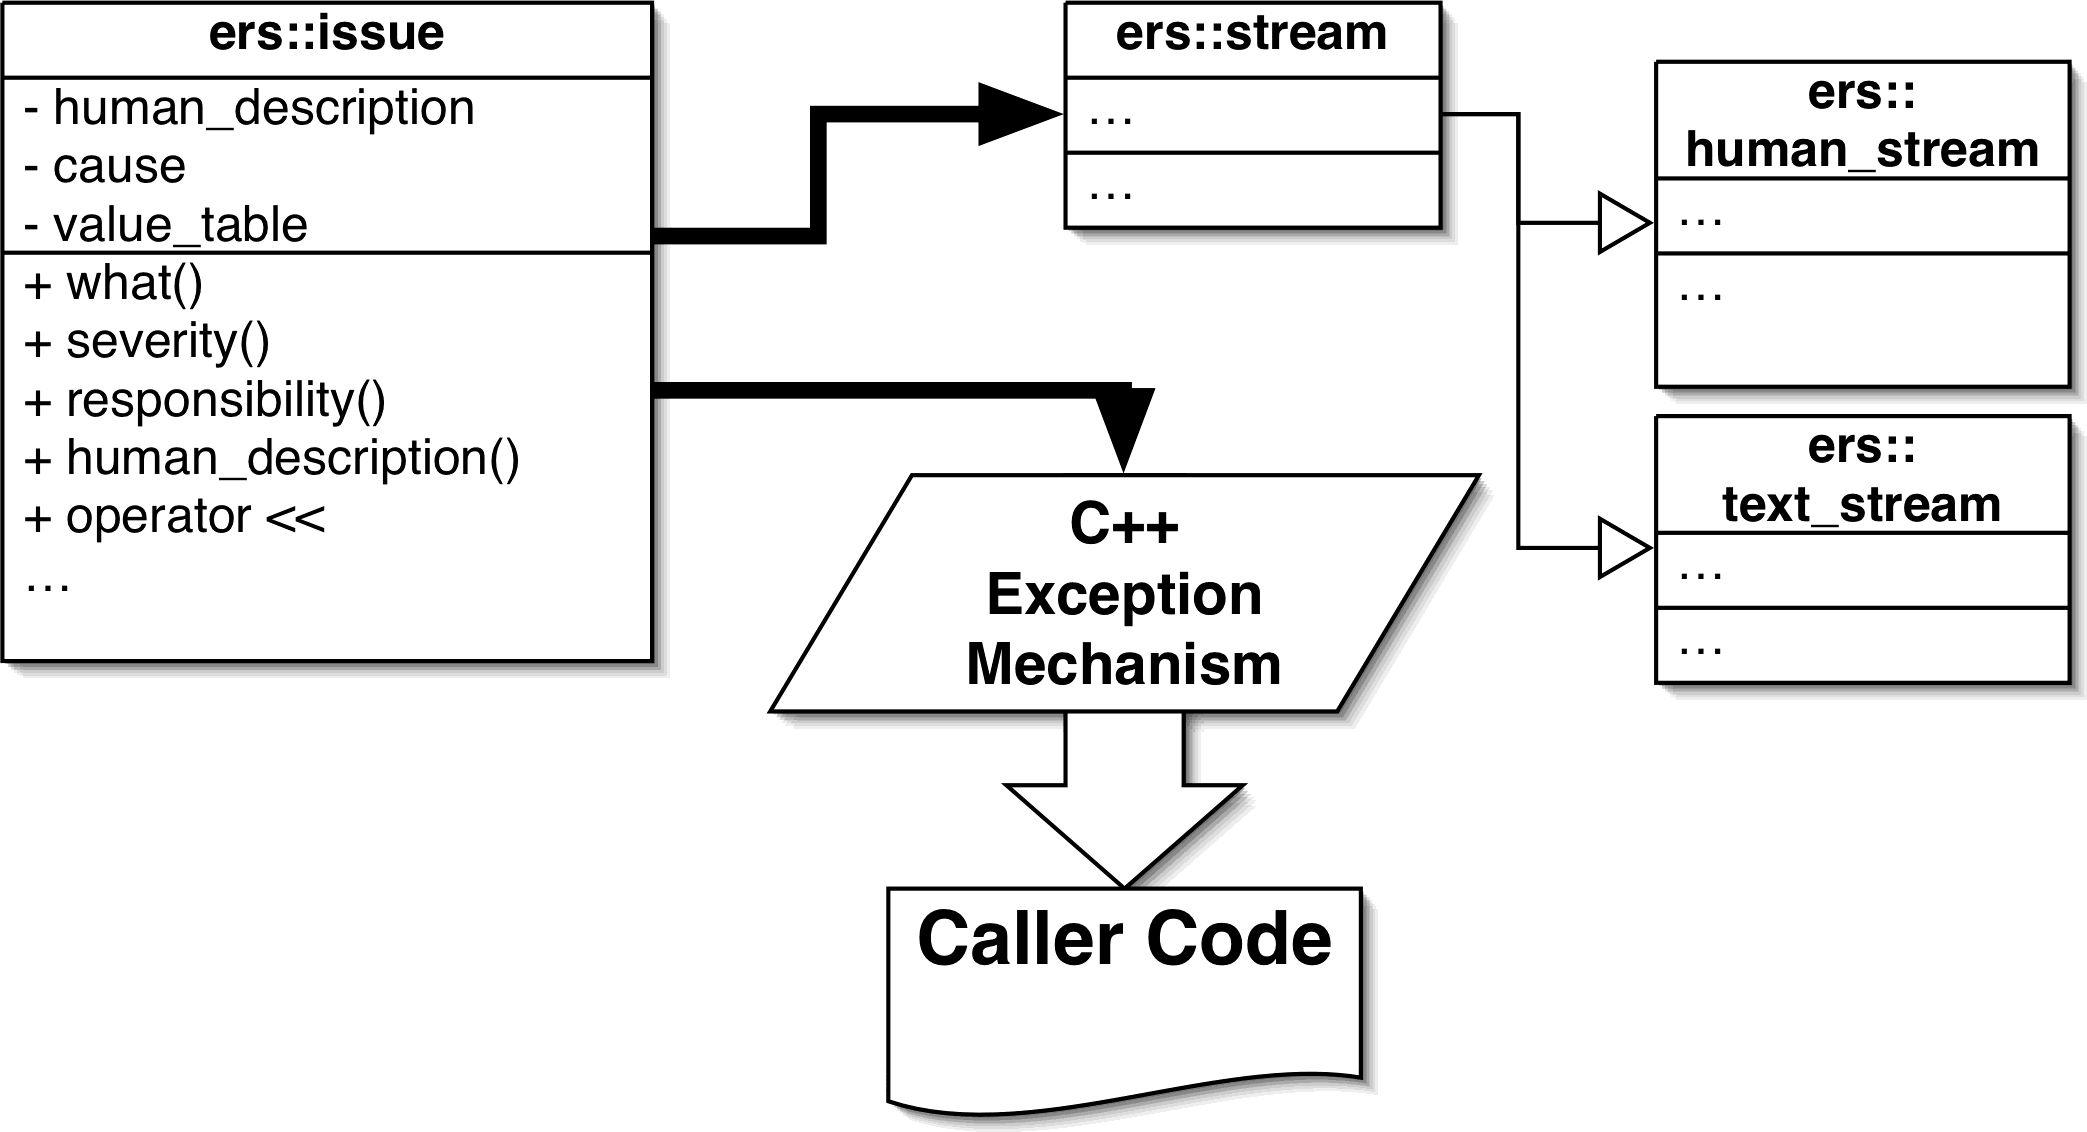 ers::issue
- human_description
- cause
- value_table
+ what()
+ severity()
+ responsibility()
+ human_description()
+ operator <<
...
ers::stream
...
...
ers::
human_stream
...
...
ers::
text_stream
...
...
C++
Exception
Mechanism
Caller Code